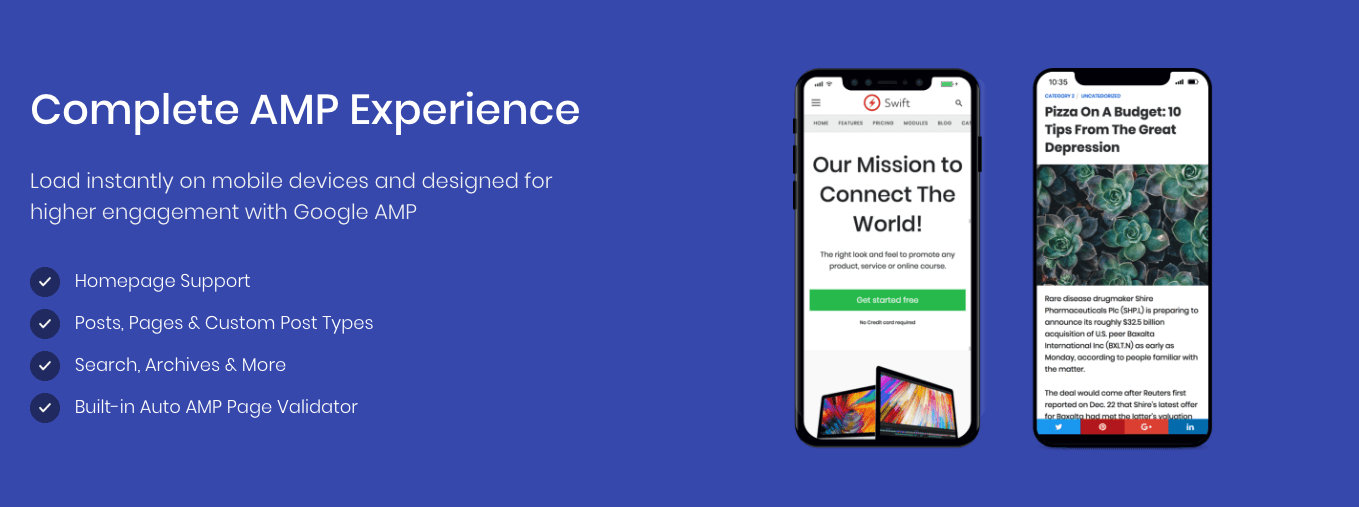 Complete AMP Experience
Load instantly on mobile devices and designed for
higher engagement with Google AMP
Homepage Support
Posts, Pages & Custom Post Types
Search, Archives & More
Built-in Auto AMP Page Validator
Swift
HOME FEATURES PRICING MODULES BLOG CAT
Our Mission to
Connect The
World!
The right look and feel to promote any
product, service or online course.
Get started free
No Credit card required
10:35
CATEGORY 2 | UNCATEGORIZED
Pizza On A Budget: 10
Tips From The Great
Depression
Rare disease drugmaker Shire
Pharmaceuticals Plc (SHP.L) is preparing to
announce its roughly $32.5 billion
acquisition of U.S. peer Baxalta
International Inc (BXLT.N) as early as
Monday, according to people familiar with
the matter.
The deal would come after Reuters first
reported on Dec. 22 that Shire's latest offer
for Baxalta had met the latter's valuation